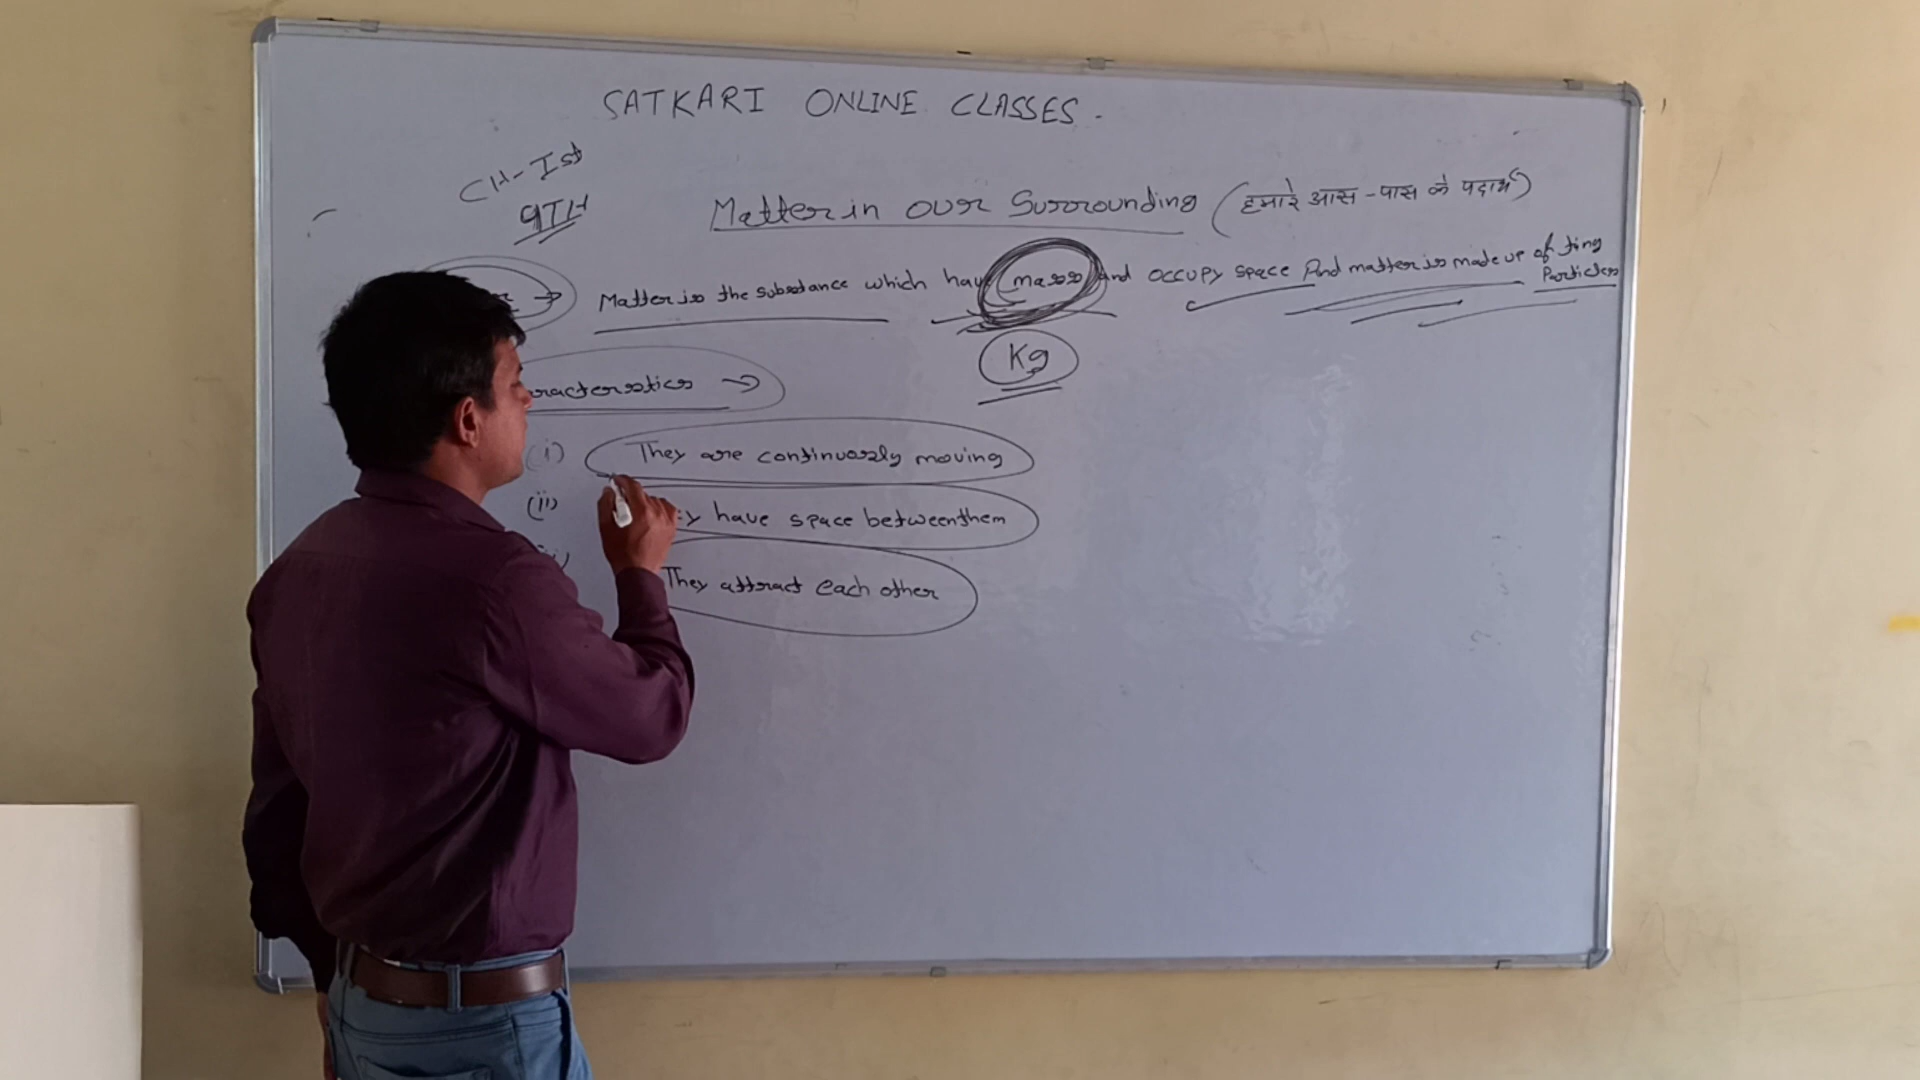 SATKARI ONLINE CLASSES.
CH-Ist
9TH
Matter in our Surrounding (हमारे आस-पास के पदार्थ)
Matter is the substance which have mass and occupy space And matter is made up of tiny
Particles
Kg
(i) They are continuously moving
(ii) have space between them
They attract each other